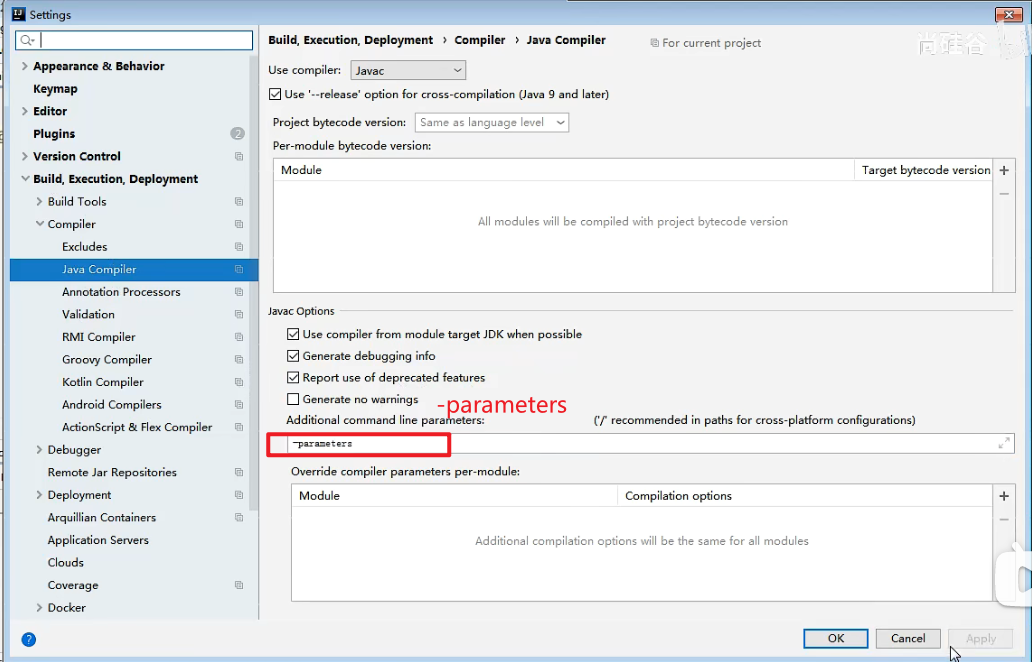 Settings
Build, Execution, Deployment › Compiler › Java Compiler
For current project
尚硅谷
Appearance & Behavior
Keymap
Editor
Plugins
2
Version Control
Build, Execution, Deployment
Build Tools
Compiler
Excludes
Java Compiler
Annotation Processors
Validation
RMI Compiler
Groovy Compiler
Kotlin Compiler
Android Compilers
ActionScript & Flex Compiler
Debugger
Remote Jar Repositories
Deployment
Arquillian Containers
Application Servers
Clouds
Coverage
Docker
Use compiler: Javac
Use '--release' option for cross-compilation (Java 9 and later)
Project bytecode version: Same as language level
Per-module bytecode version:
Module Target bytecode version
All modules will be compiled with project bytecode version
Javac Options
Use compiler from module target JDK when possible
Generate debugging info
Report use of deprecated features
Generate no warnings
-parameters
Additional command line parameters: ('/' recommended in paths for cross-platform configurations)
-parameters
Override compiler parameters per-module:
Module Compilation options
Additional compilation options will be the same for all modules
?
OK Cancel Apply